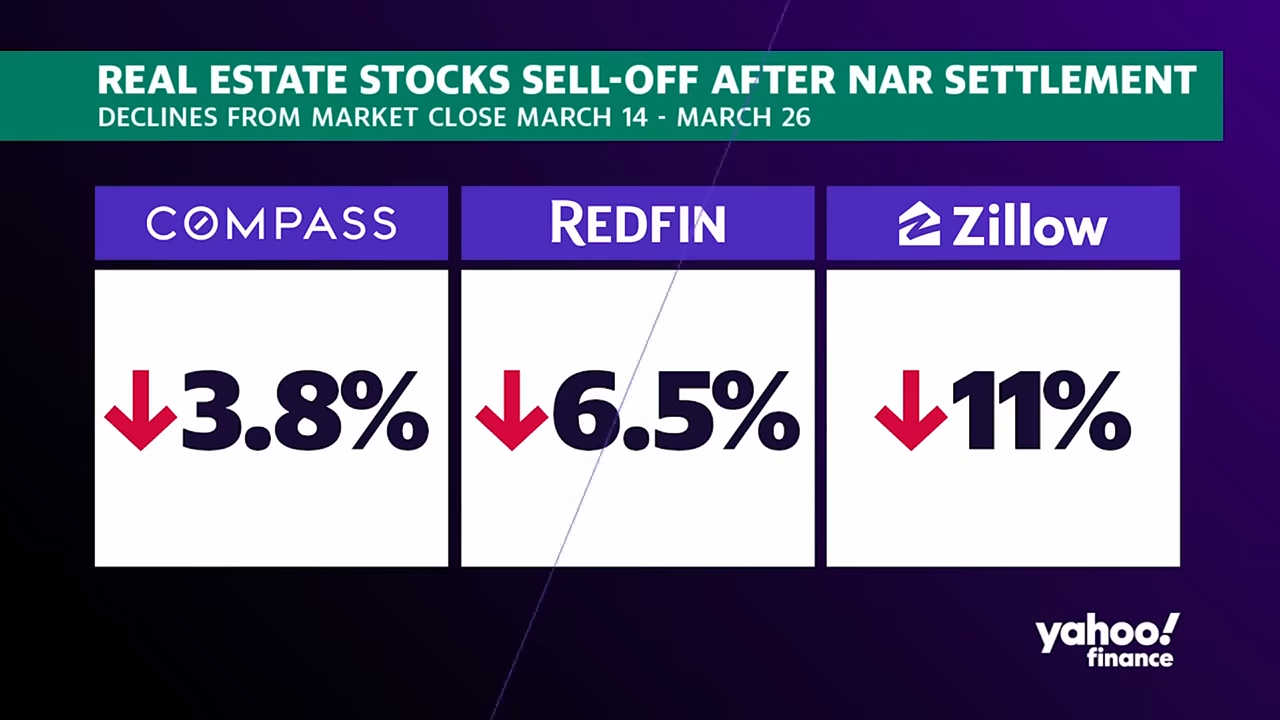 REAL ESTATE STOCKS SELL-OFF AFTER NAR SETTLEMENT
DECLINES FROM MARKET CLOSE MARCH 14 - MARCH 26
COMPASS
REDFIN
Zillow
3.8%
6.5%
11%
yahoo!
finance